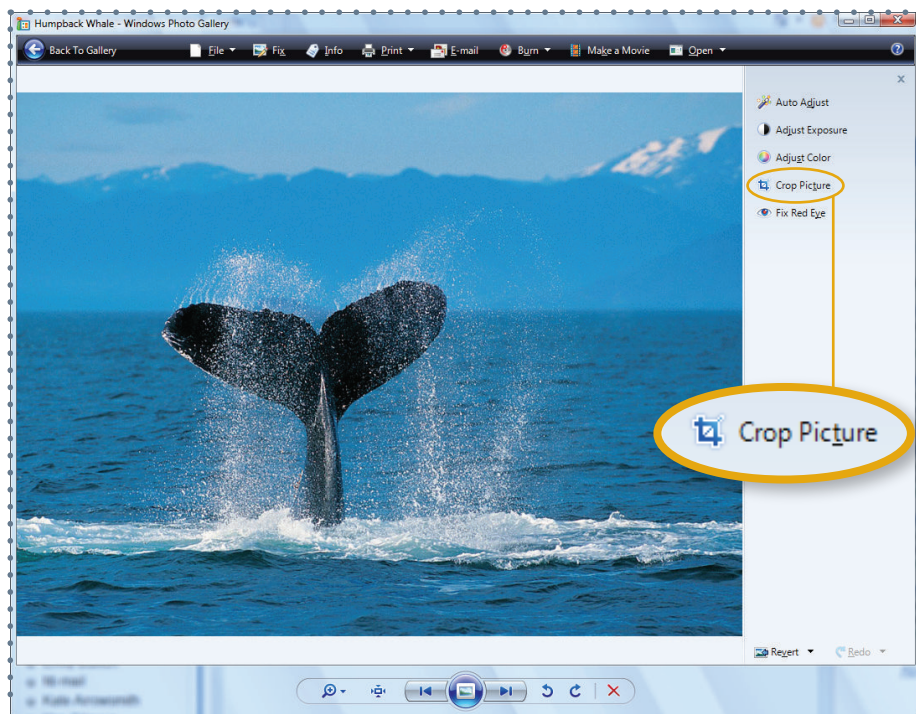 Humpback Whale - Windows Photo Gallery
Back To Gallery File Fix Info Print E-mail Burn Make a Movie Open
Auto Adjust
Adjust Exposure
Adjust Color
Crop Picture
Fix Red Eye
Crop Picture
Revert Redo